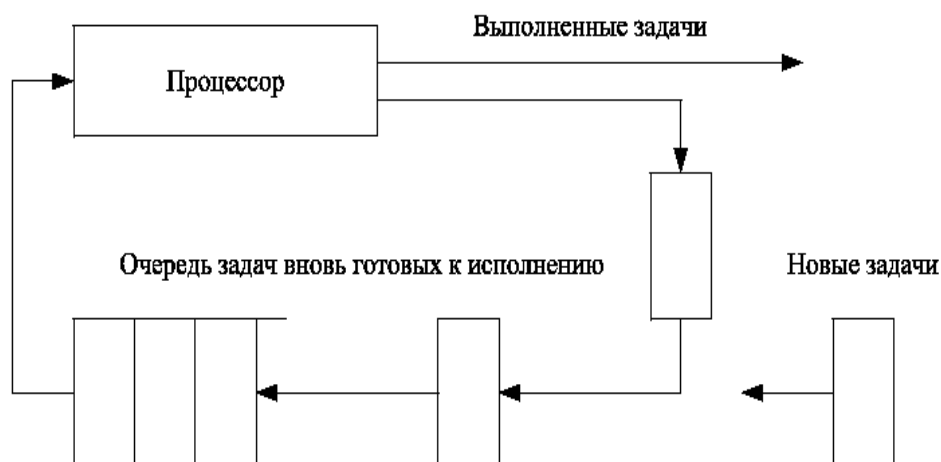 Выполненные задачи
Процессор
Очередь задач вновь готовых к исполнению
Новые задачи